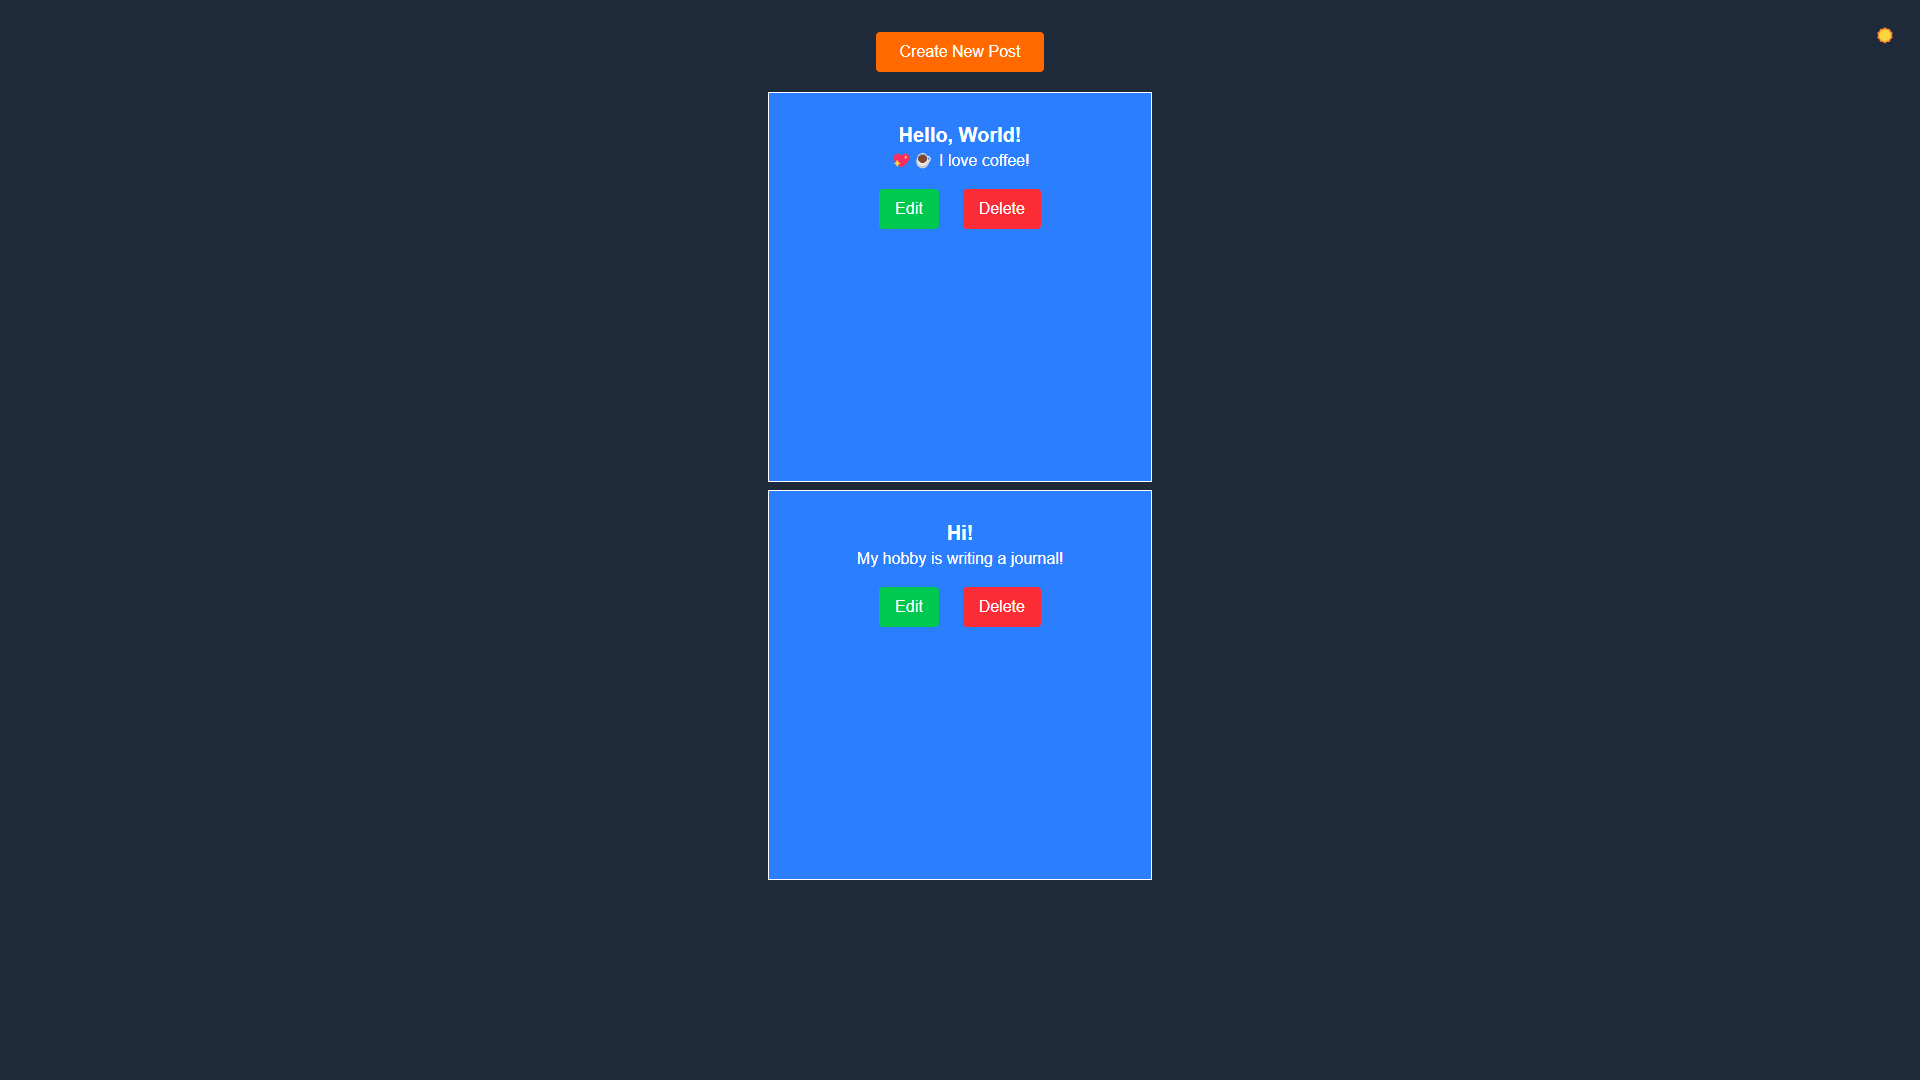 Create New Post
Hello, World!
💖 ☕ I love coffee!
Edit Delete
Hi!
My hobby is writing a journal!
Edit Delete